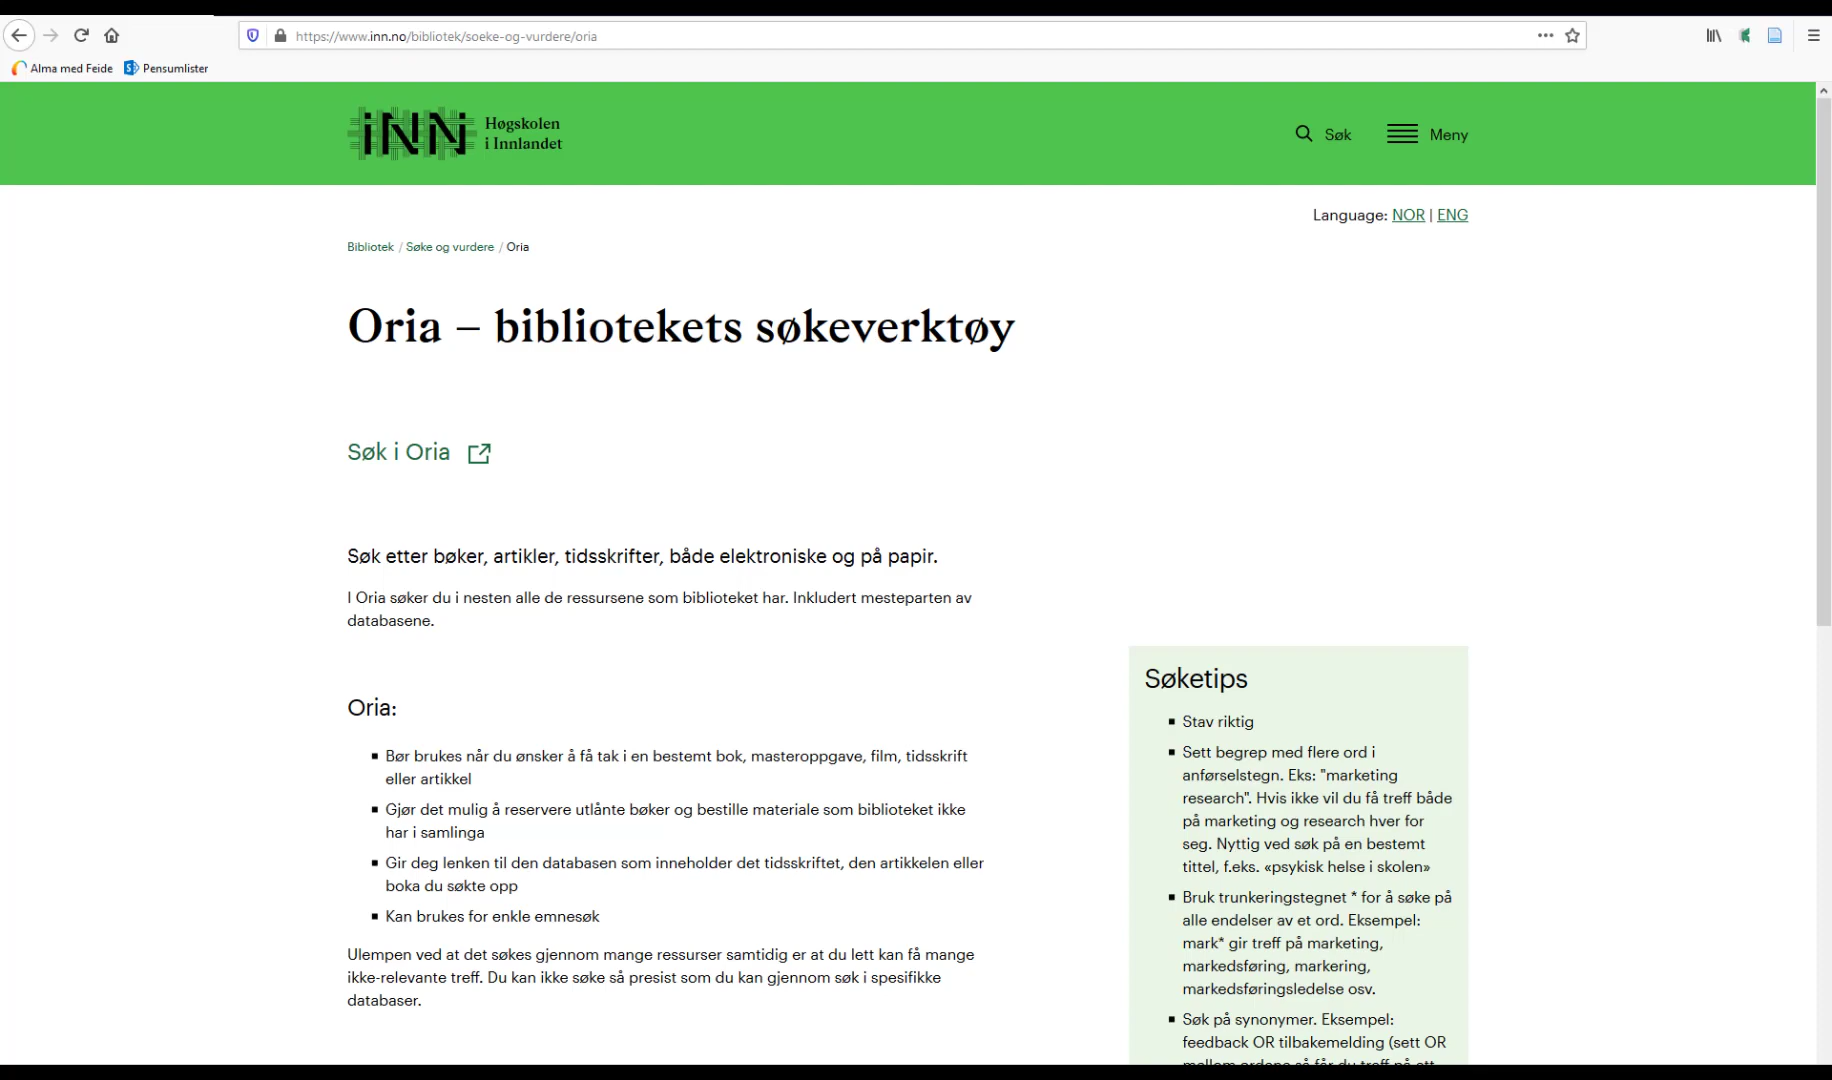 https://www.inn.no/bibliotek/soeke-og-vurdere/oria
Alma med Feide
Pensumlister
iNNi
Høgskolen
i Innlandet
Søk
Meny
Language: NOR | ENG
Bibliotek / Søke og vurdere / Oria
Oria – bibliotekets søkeverktøy
Søk i Oria
Søk etter bøker, artikler, tidsskrifter, både elektroniske og på papir.
I Oria søker du i nesten alle de ressursene som biblioteket har. Inkludert mesteparten av
databasene.
Oria:
Bør brukes når du ønsker å få tak i en bestemt bok, masteroppgave, film, tidsskrift
eller artikkel
Gjør det mulig å reservere utlånte bøker og bestille materiale som biblioteket ikke
har i samlinga
Gir deg lenken til den databasen som inneholder det tidsskriftet, den artikkelen eller
boka du søkte opp
Kan brukes for enkle emnesøk
Ulempen ved at det søkes gjennom mange ressurser samtidig er at du lett kan få mange
ikke-relevante treff. Du kan ikke søke så presist som du kan gjennom søk i spesifikke
databaser.
Søketips
Stav riktig
Sett begrep med flere ord i
anførselstegn. Eks: "marketing
research". Hvis ikke vil du få treff både
på marketing og research hver for
seg. Nyttig ved søk på en bestemt
tittel, f.eks. «psykisk helse i skolen»
Bruk trunkeringstegnet * for å søke på
alle endelser av et ord. Eksempel:
mark* gir treff på marketing,
markedsføring, markering,
markedsføringsledelse osv.
Søk på synonymer. Eksempel:
feedback OR tilbakemelding (sett OR
mellom ordene så får du treff på ett